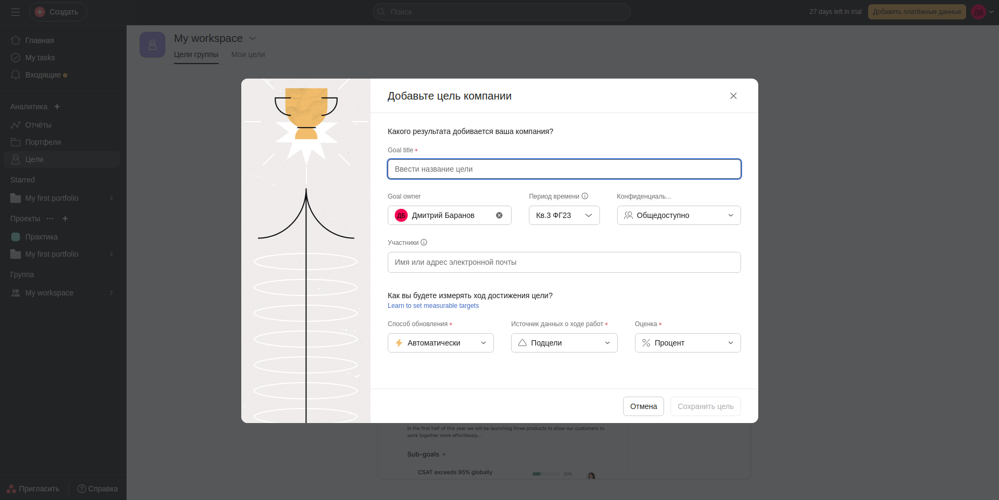 Создать
Поиск
27 days left in trial
Добавить платёжные данные
ДБ
Главная
My tasks
Входящие
Аналитика
Отчёты
Портфели
Цели
Starred
My first portfolio
Проекты
Практика
My first portfolio
Группа
My workspace
Пригласить
Справка
My workspace
Цели группы
Мои цели
Добавьте цель компании
Какого результата добивается ваша компания?
Goal title *
Ввести название цели
Goal owner
Период времени
Конфиденциаль...
ДБ
Дмитрий Баранов
Кв.3 ФГ23
Общедоступно
Участники
Имя или адрес электронной почты
Как вы будете измерять ход достижения цели?
Learn to set measurable targets
Способ обновления *
Источник данных о ходе работ *
Оценка *
Автоматически
Подцели
Процент
Отмена
Сохранить цель
In the first half of this year we will be launching three products to allow our customers to
work together more effortlessly...
Sub-goals +
CSAT exceeds 95% globally
30%